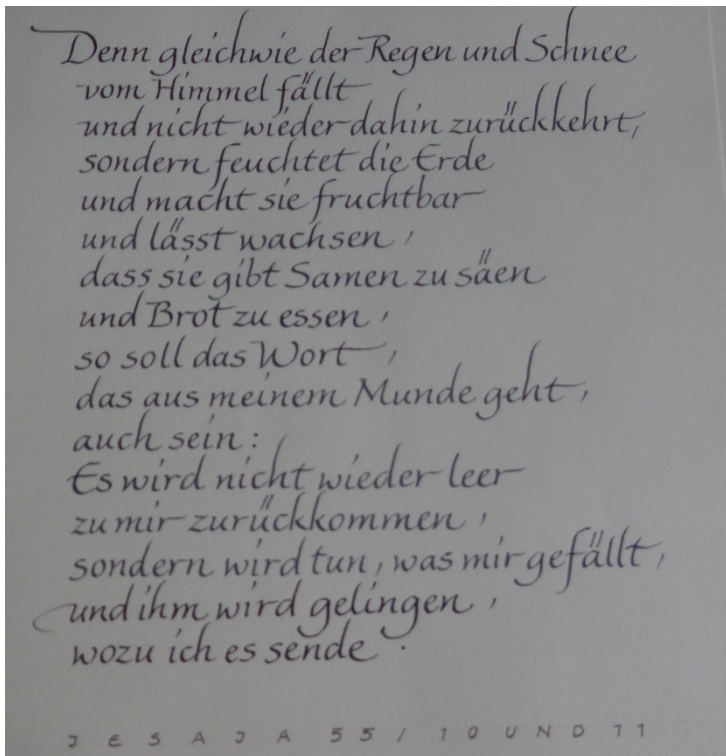 Denn gleichwie der Regen und Schnee
vom Himmel fällt
und nicht wieder dahin zurückkehrt,
sondern feuchtet die Erde
und macht sie fruchtbar
und lässt wachsen,
dass sie gibt Samen zu säen
und Brot zu essen,
so soll das Wort,
das aus meinem Munde geht,
auch sein:
Es wird nicht wieder leer
zu mir zurückkommen,
sondern wird tun, was mir gefällt,
und ihm wird gelingen,
wozu ich es sende.
JESAJA 55/10 UND 11